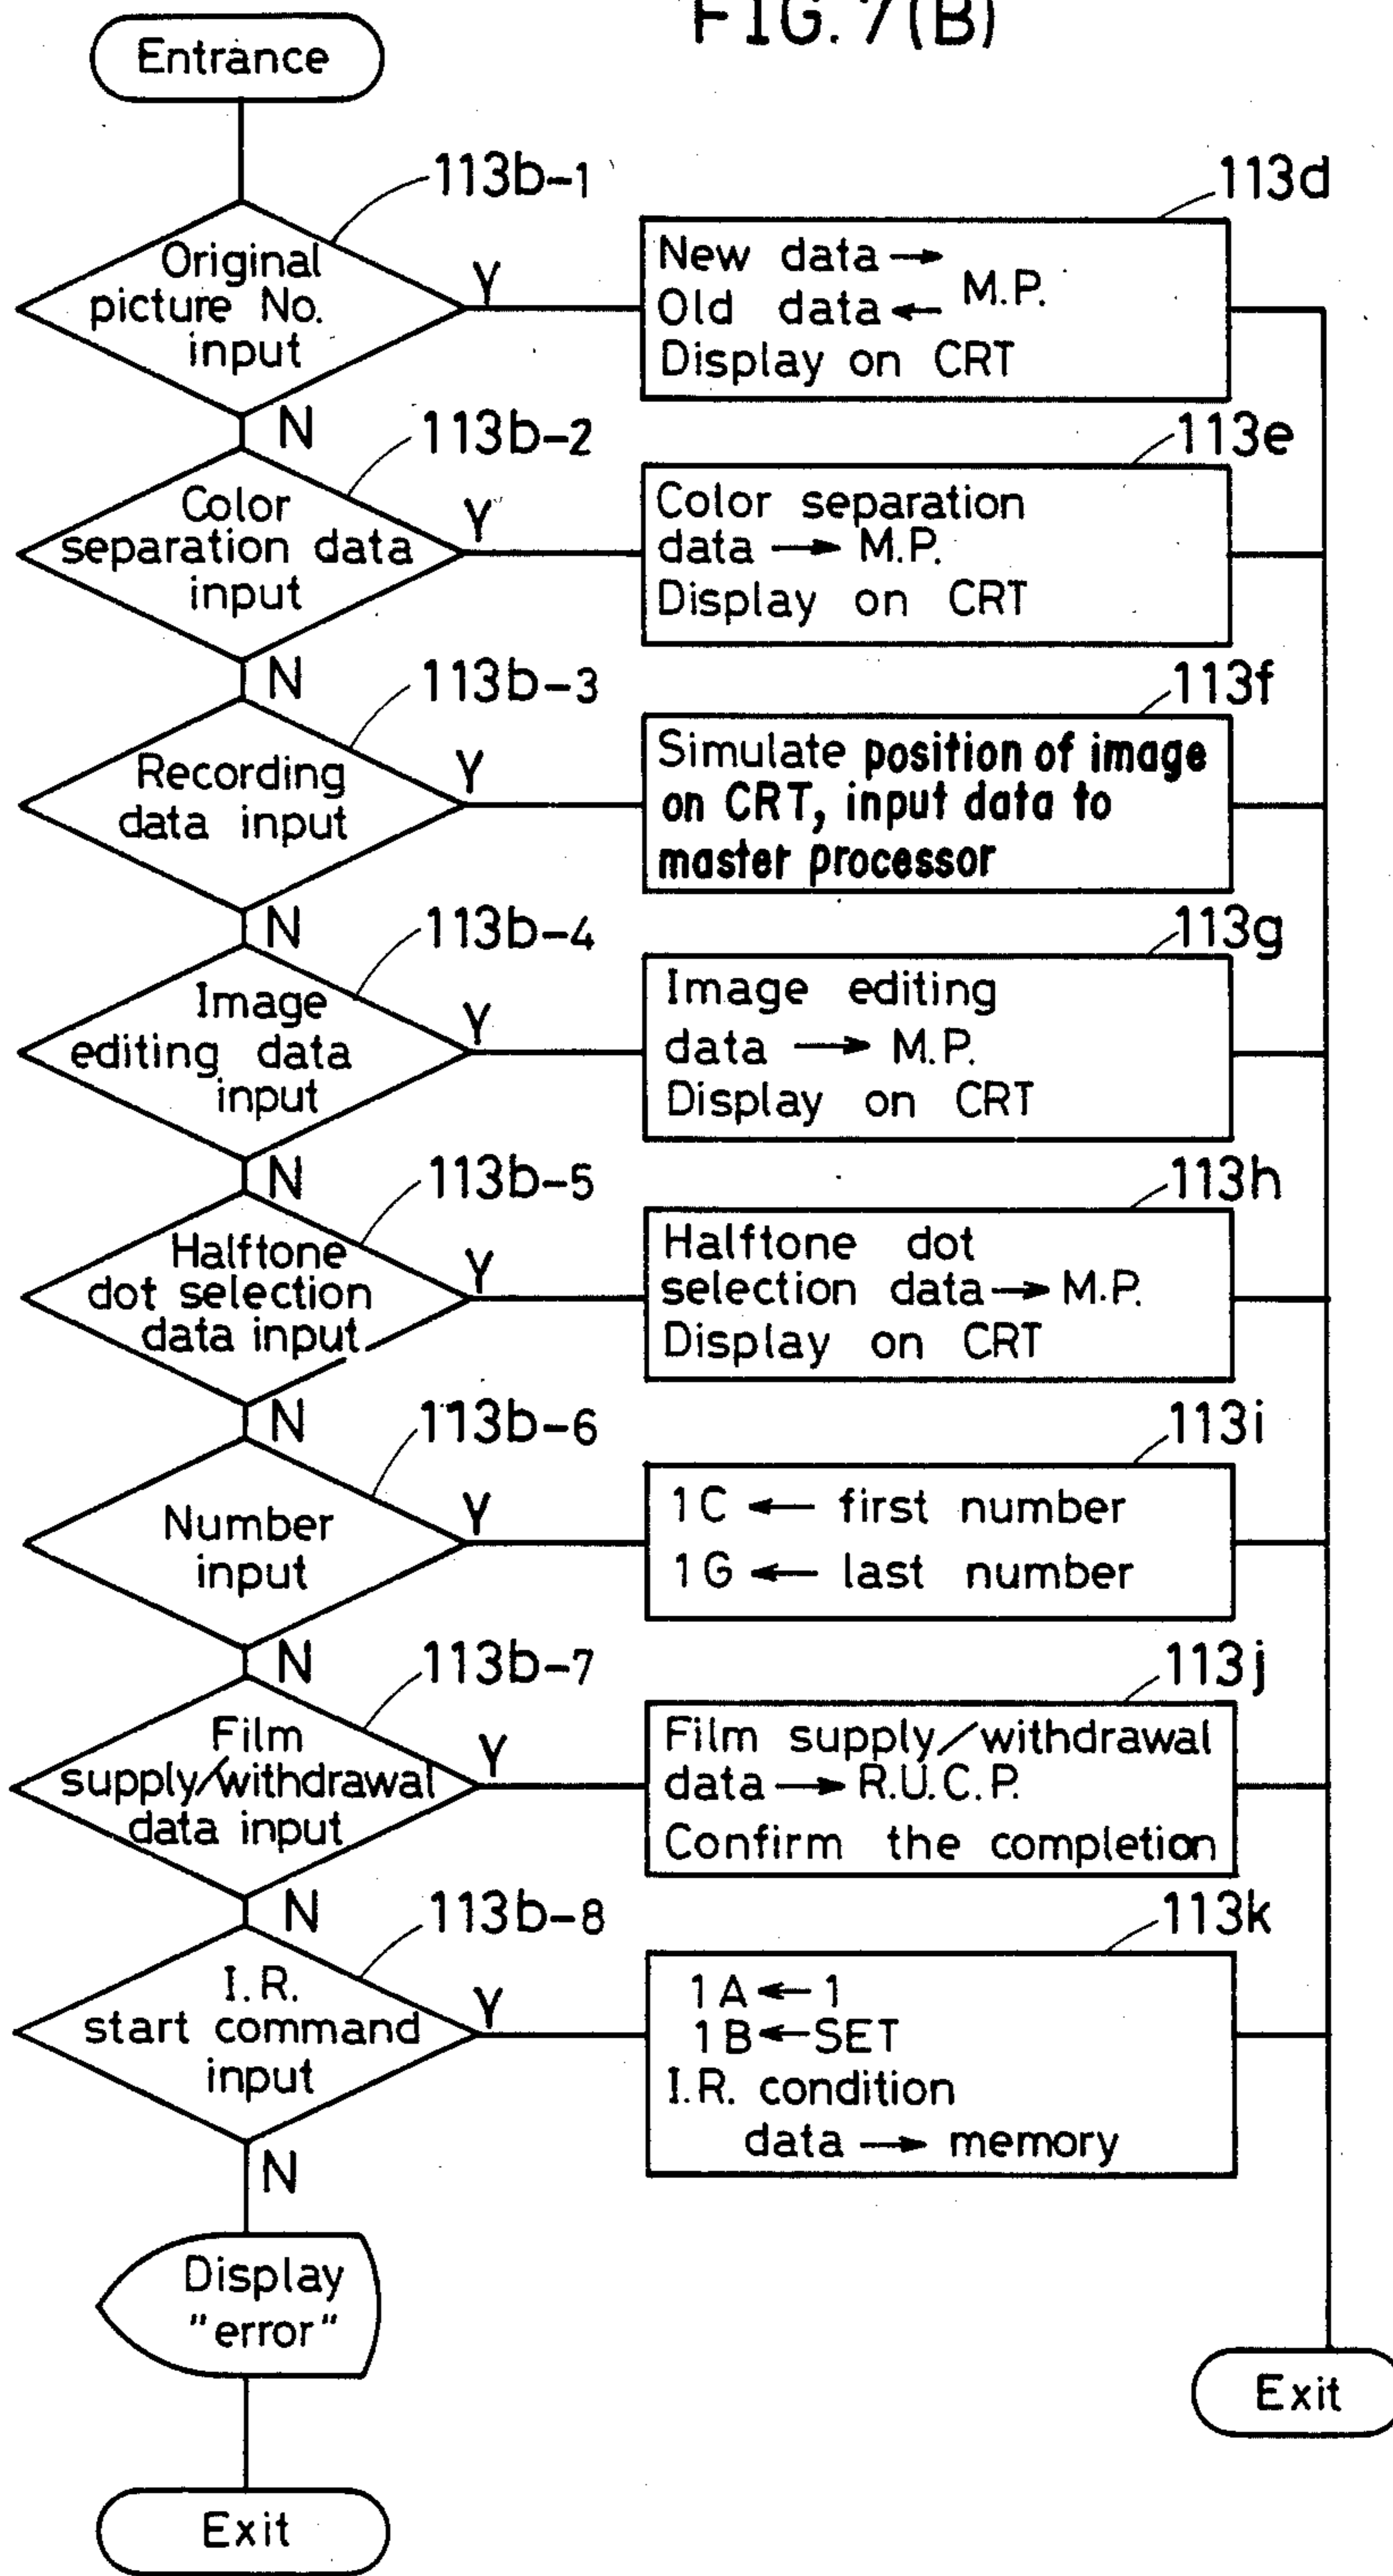 FIG. 7(B)
Entrance
113b-1
Original
picture No.
input
Y
113d
New data →
M.P.
Old data ←
Display on CRT
N
113b-2
Color
separation data
input
Y
113e
Color separation
data → M.P.
Display on CRT
N
113b-3
Recording
data input
Y
113f
Simulate position of image
on CRT, input data to
master processor
N
113b-4
Image
editing data
input
Y
113g
Image editing
data → M.P.
Display on CRT
N
113b-5
Halftone
dot selection
data input
Y
113h
Halftone dot
selection data → M.P.
Display on CRT
N
113b-6
Number
input
Y
113i
1C ← first number
1G ← last number
N
113b-7
Film
supply/withdrawal
data input
Y
113j
Film supply/withdrawal
data → R.U.C.P.
Confirm the completion
N
113b-8
I.R.
start command
input
Y
113k
1A ← 1
1B ← SET
I.R. condition
data → memory
N
Display
"error"
Exit
Exit